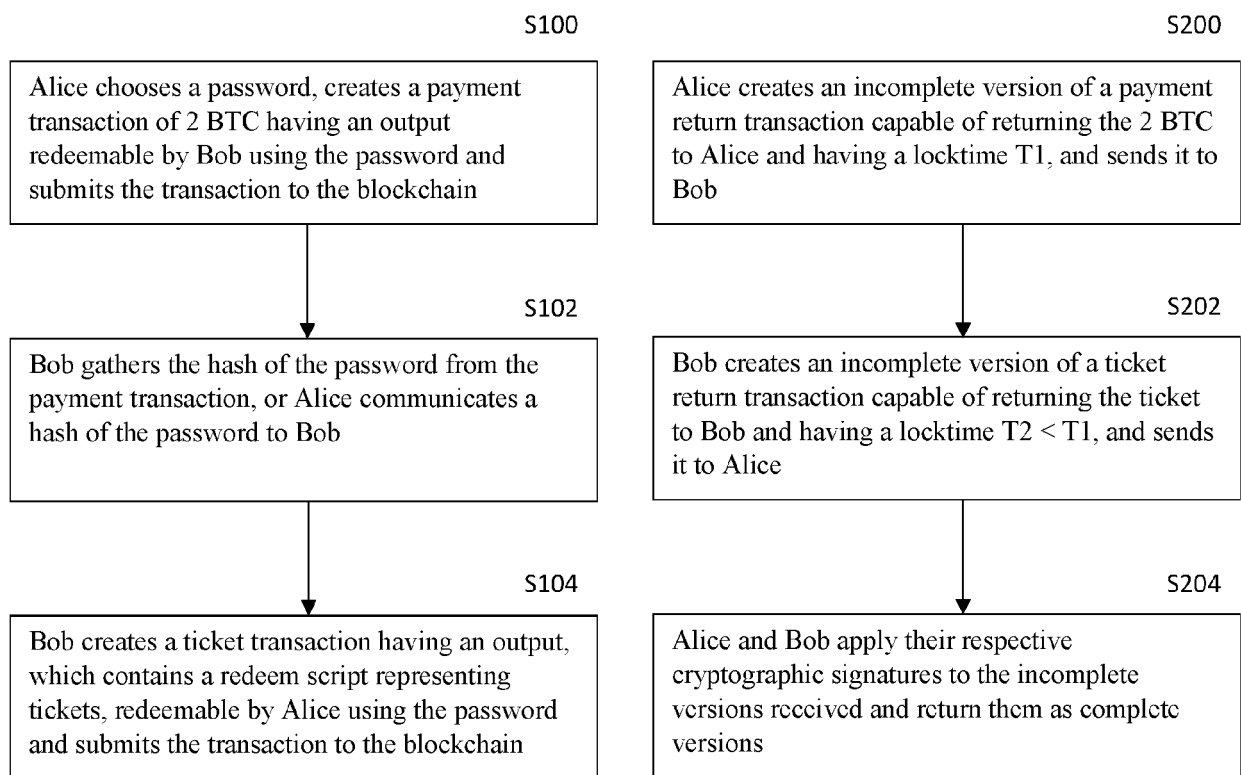 S100
Alice chooses a password, creates a payment
transaction of 2 BTC having an output
redeemable by Bob using the password and
submits the transaction to the blockchain
S102
Bob gathers the hash of the password from the
payment transaction, or Alice communicates a
hash of the password to Bob
S104
Bob creates a ticket transaction having an output,
which contains a redeem script representing
tickets, redeemable by Alice using the password
and submits the transaction to the blockchain
S200
Alice creates an incomplete version of a payment
return transaction capable of returning the 2 BTC
to Alice and having a locktime T1, and sends it to
Bob
S202
Bob creates an incomplete version of a ticket
return transaction capable of returning the ticket
to Bob and having a locktime T2 < T1, and sends
it to Alice
S204
Alice and Bob apply their respective
cryptographic signatures to the incomplete
versions received and return them as complete
versions